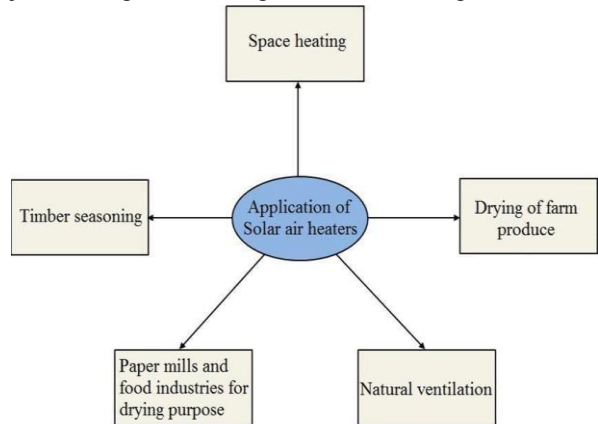 Space heating
Timber seasoning
Application of
Solar air heaters
Drying of farm
produce
Paper mills and
food industries for
drying purpose
Natural ventilation